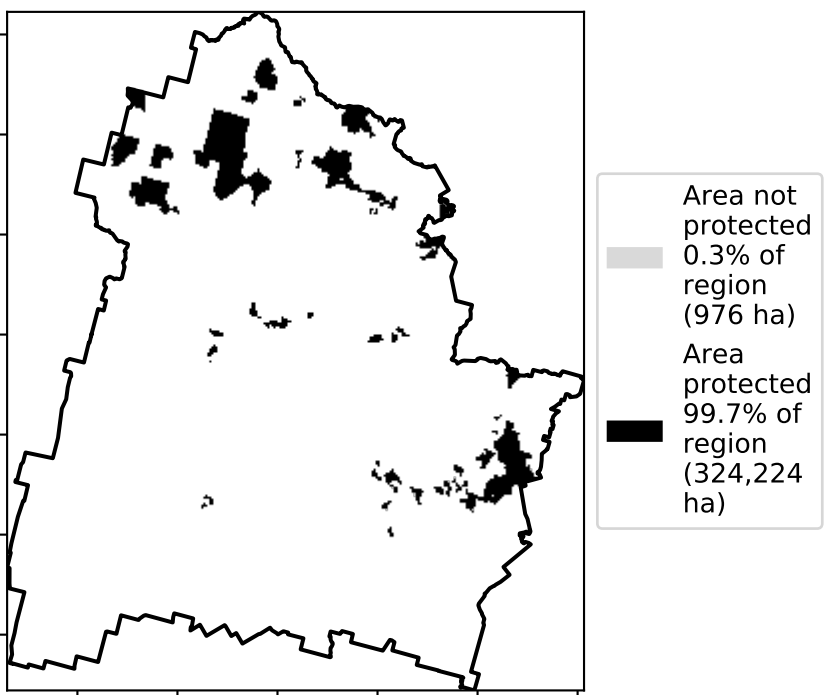 Area not
protected
0.3% of
region
(976 ha)
Area
protected
99.7% of
region
(324,224
ha)